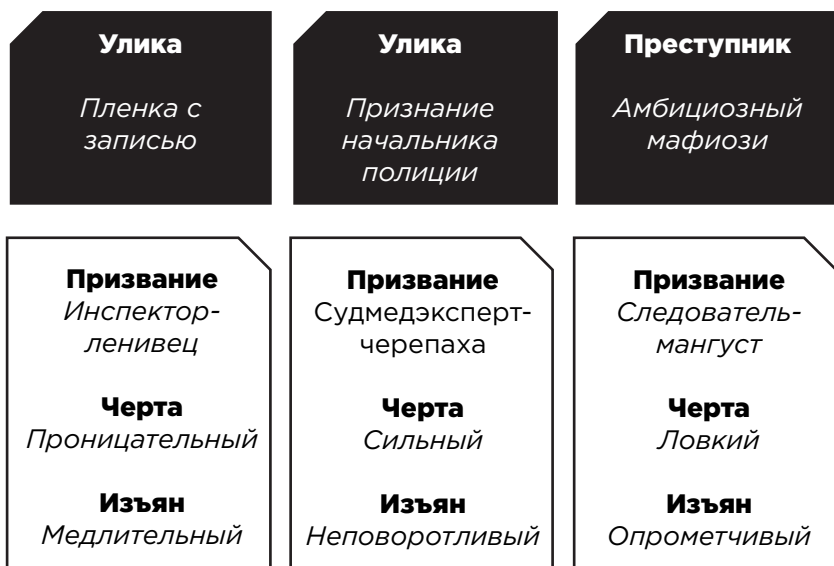 Улика
Пленка с
записью
Улика
Признание
начальника
полиции
Преступник
Амбициозный
мафиози
Призвание
Инспектор-
ленивец
Черта
Проницательный
Изъян
Медлительный
Призвание
Судмедэксперт-
черепаха
Черта
Сильный
Изъян
Неповоротливый
Призвание
Следователь-
мангуст
Черта
Ловкий
Изъян
Опрометчивый